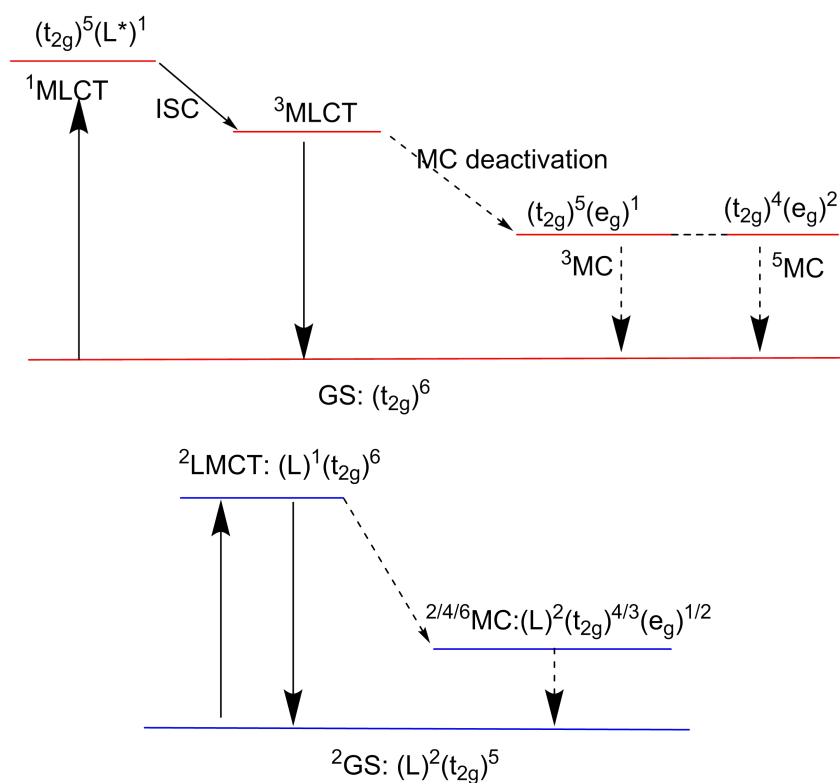 (t₂g)⁵(L*)¹
¹MLCT
ISC
³MLCT
MC deactivation
(t₂g)⁵(eg)¹
(t₂g)⁴(eg)²
³MC
⁵MC
GS: (t₂g)⁶
²LMCT: (L)¹(t₂g)⁶
²/⁴/⁶MC:(L)²(t₂g)⁴/³(eg)¹/²
²GS: (L)²(t₂g)⁵